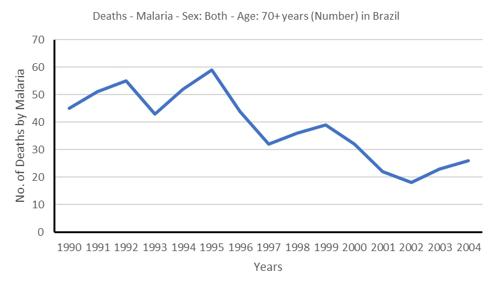 Deaths - Malaria - Sex: Both - Age: 70+ years (Number) in Brazil
70
60
50
40
30
20
10
0
No. of Deaths by Malaria
1990 1991 1992 1993 1994 1995 1996 1997 1998 1999 2000 2001 2002 2003 2004
Years